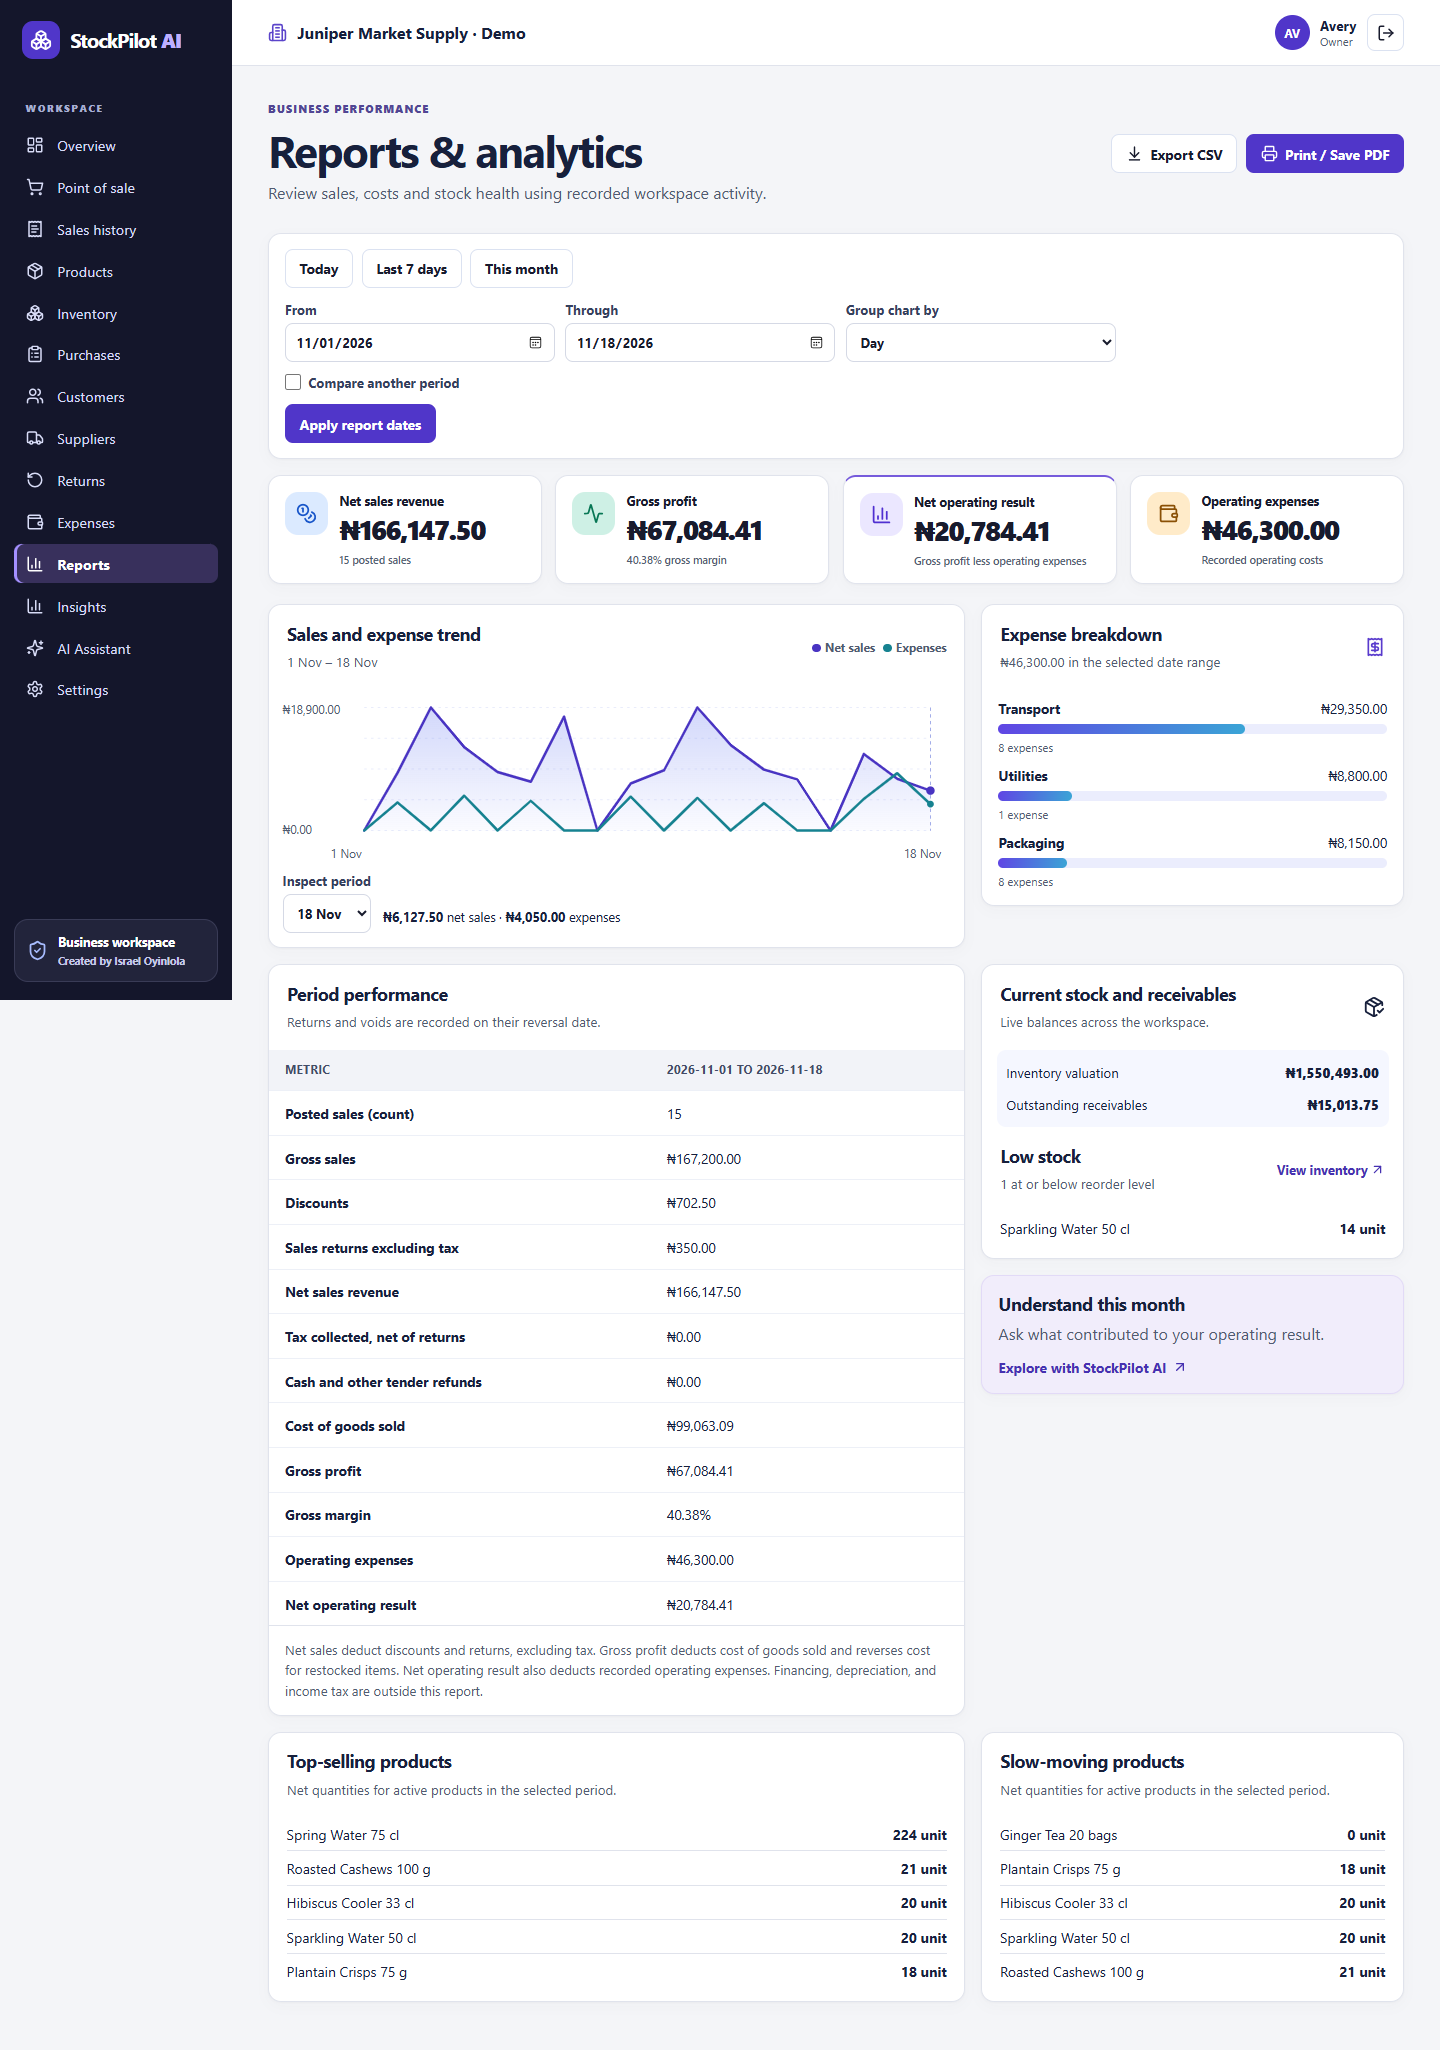 StockPilot AI
WORKSPACE
Overview
Point of sale
Sales history
Products
Inventory
Purchases
Customers
Suppliers
Returns
Expenses
Reports
Insights
AI Assistant
Settings
Business workspace
Created by Israel Oyinlola
Juniper Market Supply · Demo
AV
Avery
Owner
BUSINESS PERFORMANCE
Reports & analytics
Review sales, costs and stock health using recorded workspace activity.
Export CSV
Print / Save PDF
Today
Last 7 days
This month
From
Through
Group chart by
11/01/2026
11/18/2026
Day
Compare another period
Apply report dates
Net sales revenue
₦166,147.50
15 posted sales
Gross profit
₦67,084.41
40.38% gross margin
Net operating result
₦20,784.41
Gross profit less operating expenses
Operating expenses
₦46,300.00
Recorded operating costs
Sales and expense trend
1 Nov – 18 Nov
Net sales
Expenses
₦18,900.00
₦0.00
1 Nov
18 Nov
Inspect period
18 Nov
₦6,127.50 net sales · ₦4,050.00 expenses
Expense breakdown
₦46,300.00 in the selected date range
Transport ₦29,350.00
8 expenses
Utilities ₦8,800.00
1 expense
Packaging ₦8,150.00
8 expenses
Period performance
Returns and voids are recorded on their reversal date.
METRIC 2026-11-01 TO 2026-11-18
Posted sales (count) 15
Gross sales ₦167,200.00
Discounts ₦702.50
Sales returns excluding tax ₦350.00
Net sales revenue ₦166,147.50
Tax collected, net of returns ₦0.00
Cash and other tender refunds ₦0.00
Cost of goods sold ₦99,063.09
Gross profit ₦67,084.41
Gross margin 40.38%
Operating expenses ₦46,300.00
Net operating result ₦20,784.41
Net sales deduct discounts and returns, excluding tax. Gross profit deducts cost of goods sold and reverses cost
for restocked items. Net operating result also deducts recorded operating expenses. Financing, depreciation, and
income tax are outside this report.
Current stock and receivables
Live balances across the workspace.
Inventory valuation ₦1,550,493.00
Outstanding receivables ₦15,013.75
Low stock
1 at or below reorder level
View inventory
Sparkling Water 50 cl 14 unit
Understand this month
Ask what contributed to your operating result.
Explore with StockPilot AI
Top-selling products
Net quantities for active products in the selected period.
Spring Water 75 cl 224 unit
Roasted Cashews 100 g 21 unit
Hibiscus Cooler 33 cl 20 unit
Sparkling Water 50 cl 20 unit
Plantain Crisps 75 g 18 unit
Slow-moving products
Net quantities for active products in the selected period.
Ginger Tea 20 bags 0 unit
Plantain Crisps 75 g 18 unit
Hibiscus Cooler 33 cl 20 unit
Sparkling Water 50 cl 20 unit
Roasted Cashews 100 g 21 unit